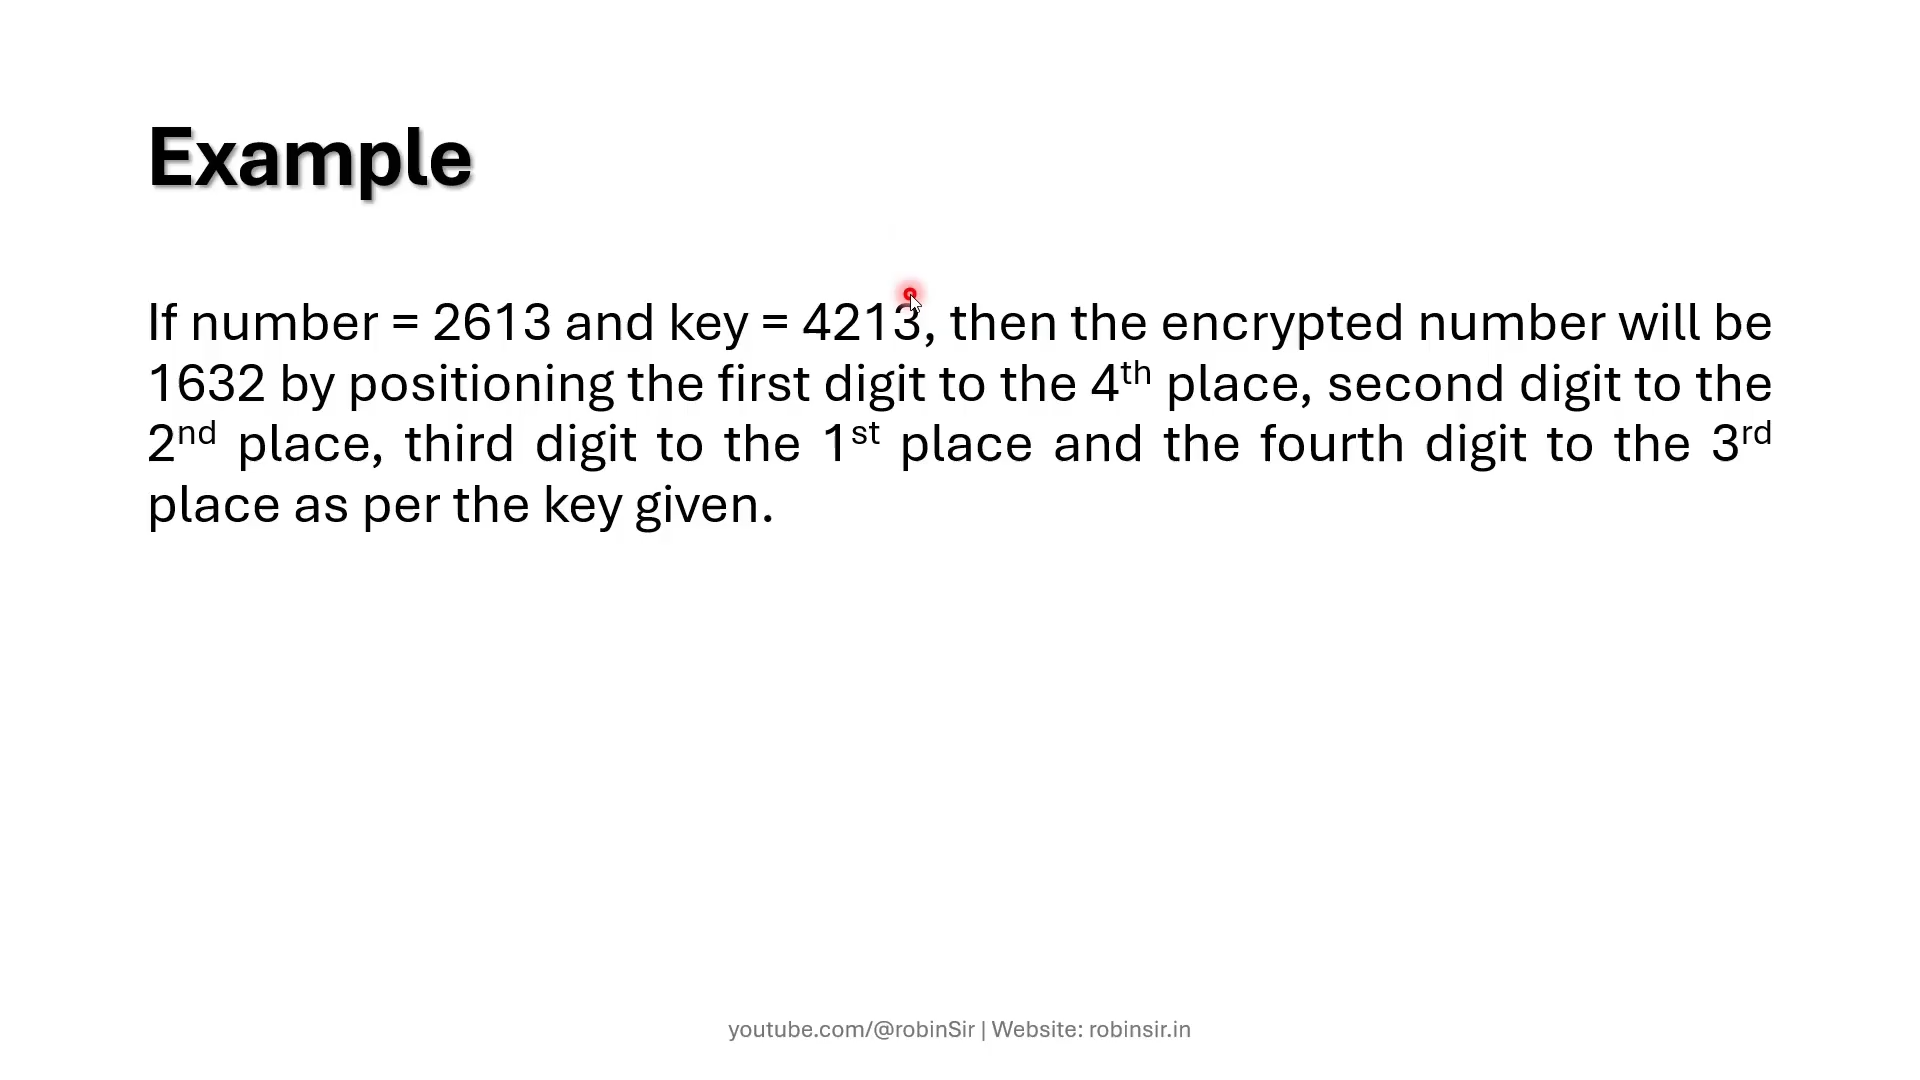 Example
If number = 2613 and key = 4213, then the encrypted number will be
1632 by positioning the first digit to the 4th place, second digit to the
2nd place, third digit to the 1st place and the fourth digit to the 3rd
place as per the key given.
youtube.com/@robinSir | Website: robinsir.in